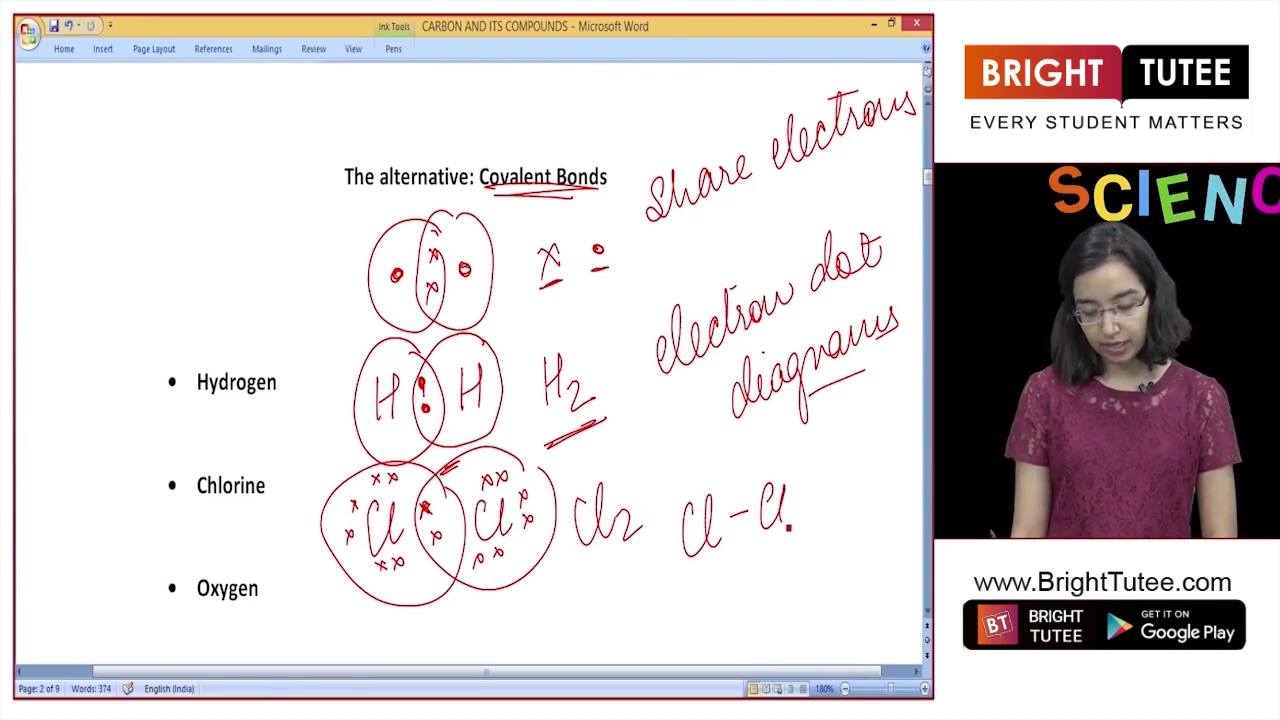 Ink Tools
CARBON AND ITS COMPOUNDS - Microsoft Word
Home Insert Page Layout References Mailings Review View Pens
The alternative: Covalent Bonds
share electrons
x •
electron dot
diagrams
• Hydrogen
H H H2
• Chlorine
Cl Cl Cl2 Cl-Cl
• Oxygen
Page: 2 of 9 Words: 374 English (India) 180%
BRIGHT TUTEE
EVERY STUDENT MATTERS
SCIENC
www.BrightTutee.com
BT BRIGHT
TUTEE
GET IT ON
Google Play